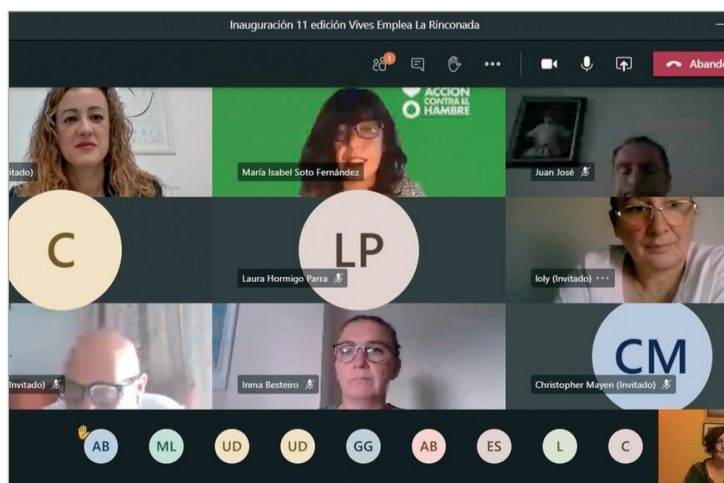 Inauguración 11 edición Vives Emplea La Rinconada
1
Aband
itado)
ACCIÓN
CONTRA EL
HAMBRE
María Isabel Soto Fernández
Juan José
C
LP
Laura Hormigo Parra
loly (Invitado)
Invitado)
Inma Besteiro
CM
Christopher Mayen (Invitado)
AB
ML
UD
UD
GG
AB
ES
L
C